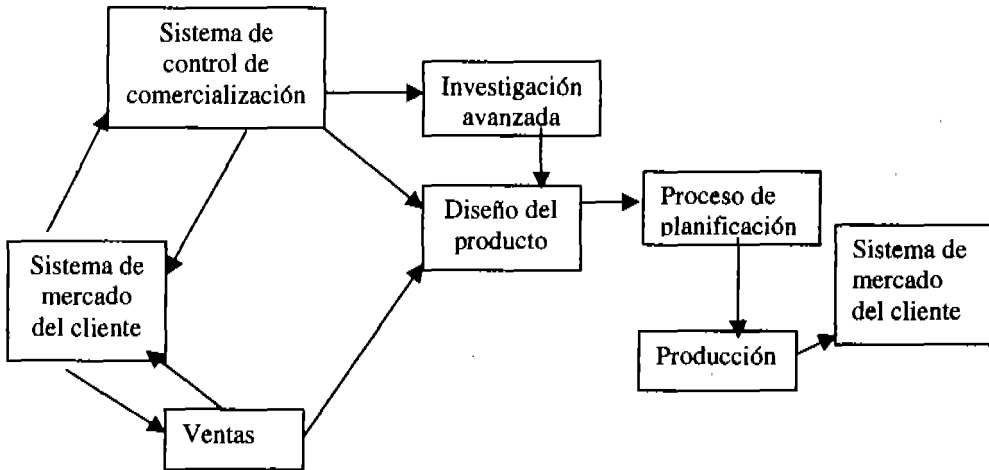 Sistema de
control de
comercialización
Investigación
avanzada
Diseño del
producto
Proceso de
planificación
Sistema de
mercado
del cliente
Sistema de
mercado
del cliente
Producción
Ventas